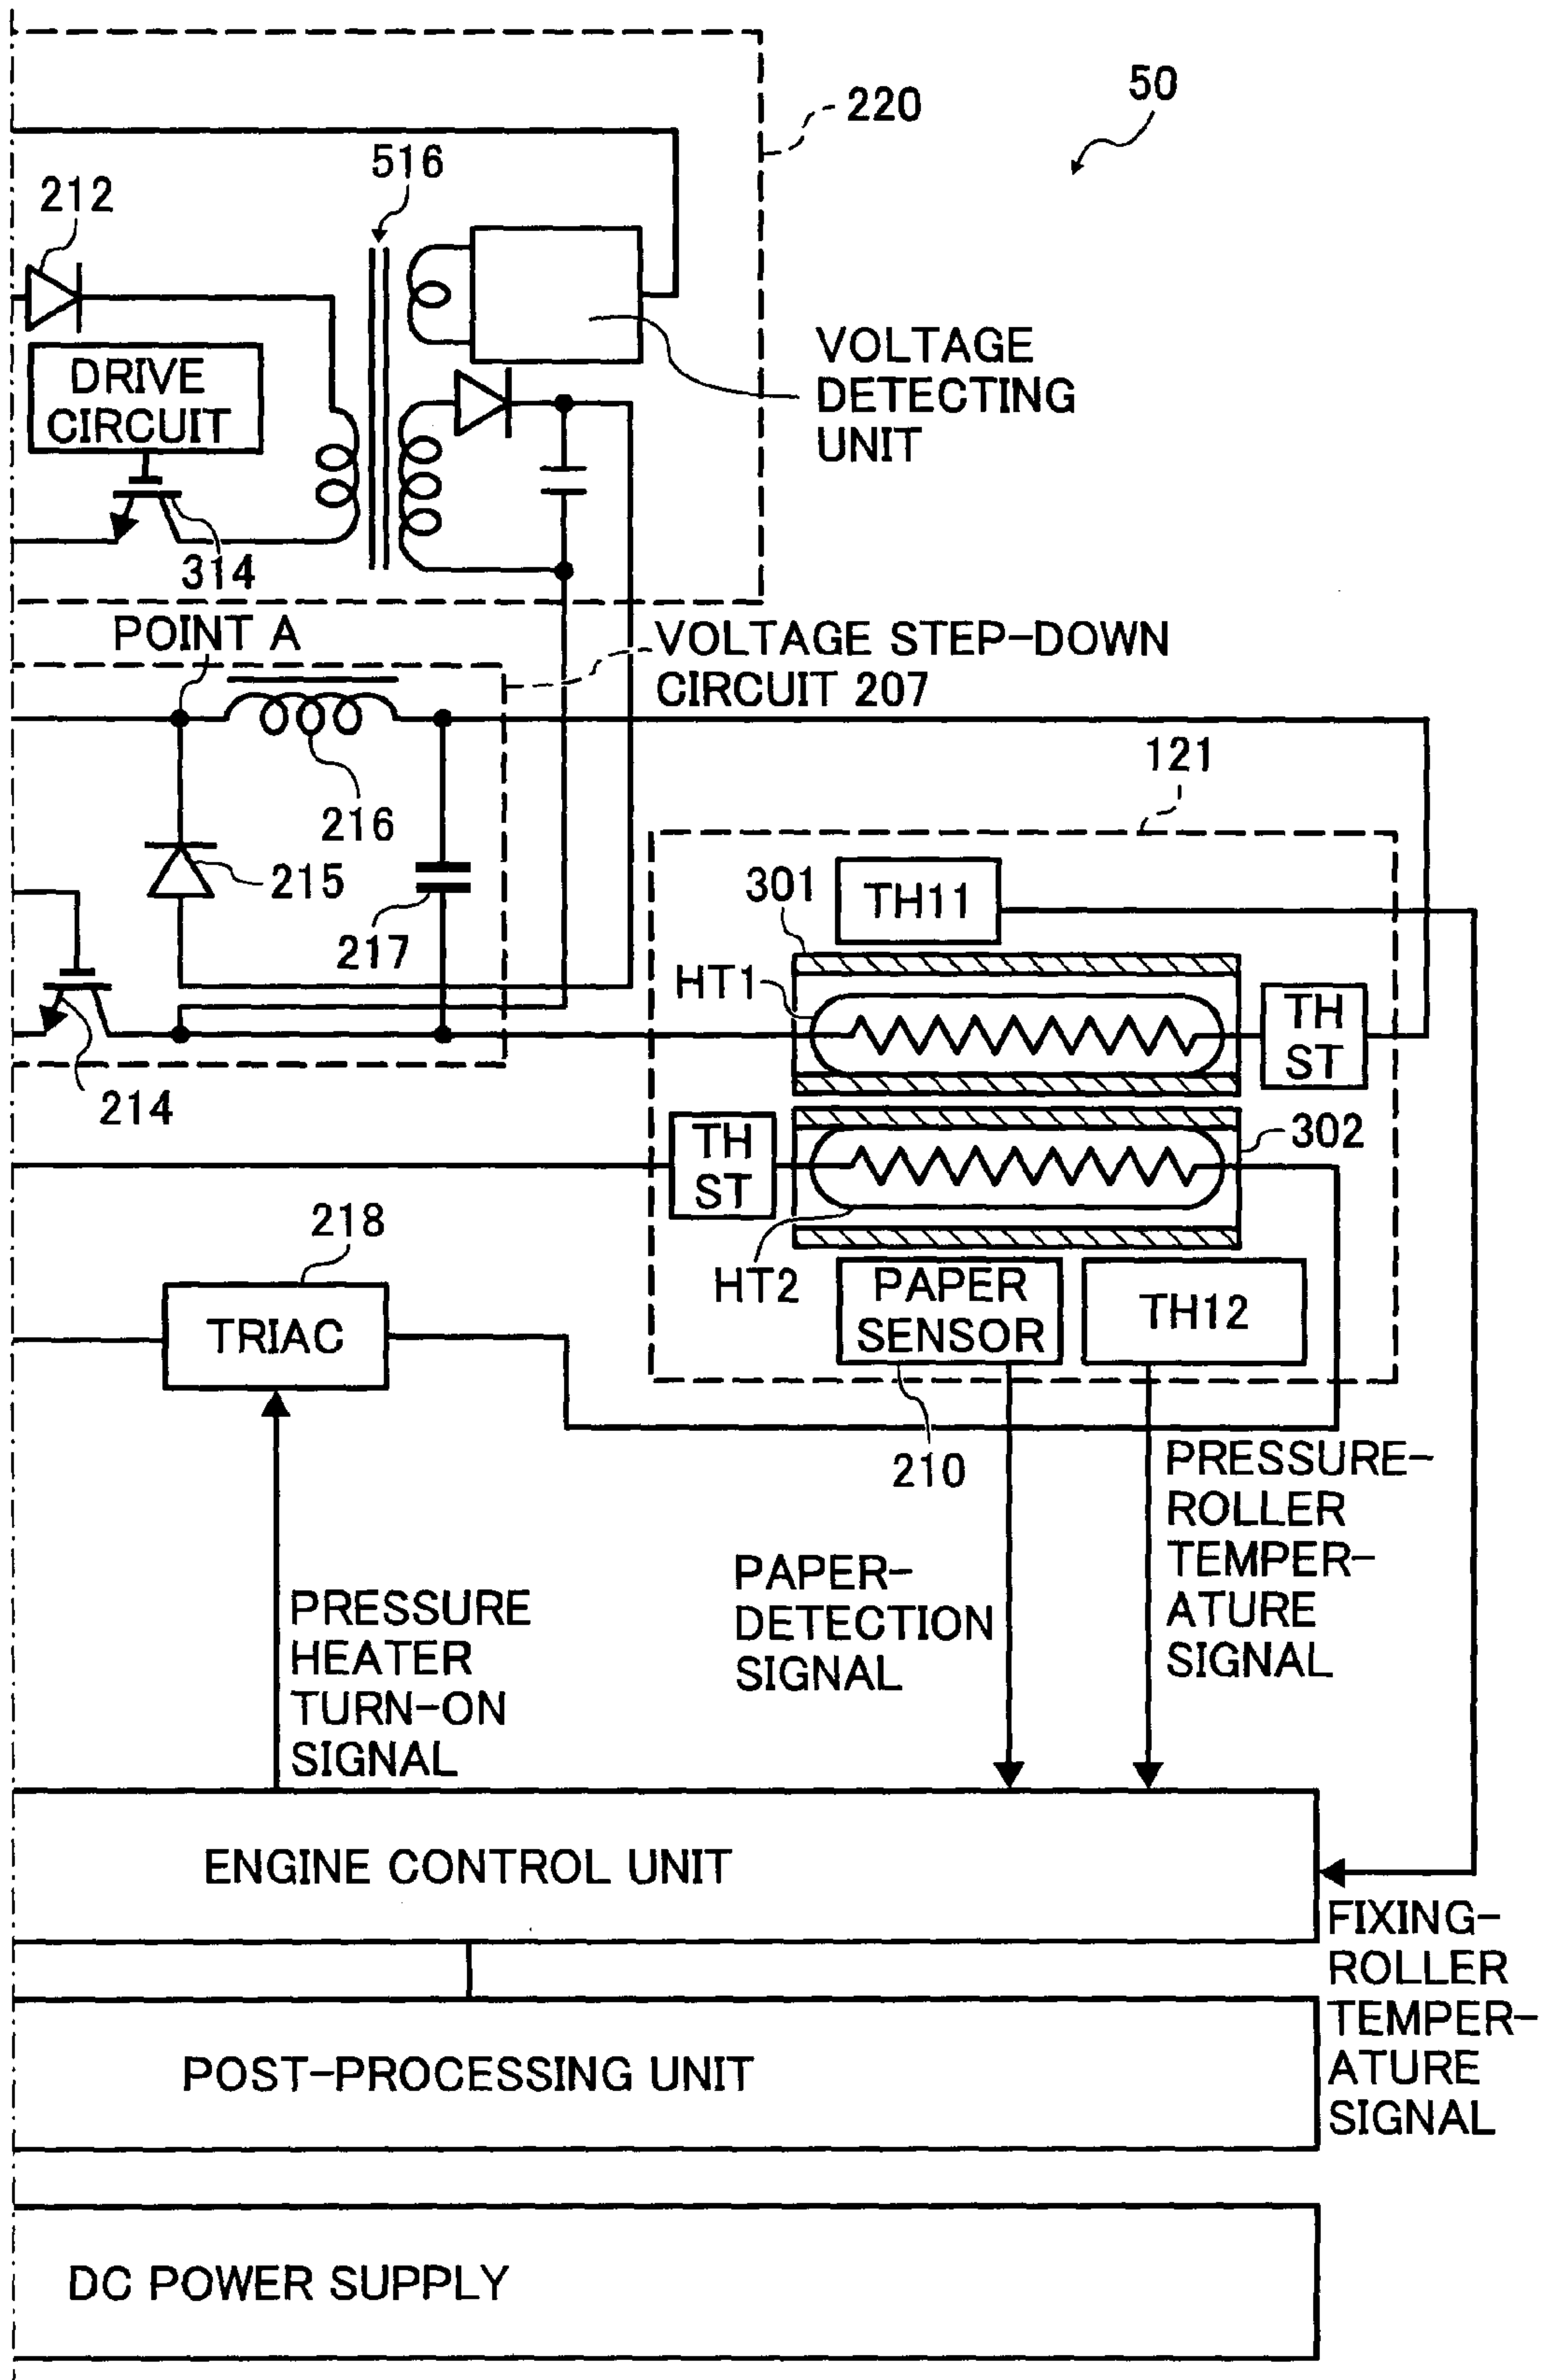 50
220
516
212
VOLTAGE
DETECTING
UNIT
DRIVE
CIRCUIT
314
POINT A
VOLTAGE STEP-DOWN
CIRCUIT 207
121
216
215
301
TH11
217
HT1
TH
ST
214
TH
ST
302
218
HT2
PAPER
SENSOR
TH12
TRIAC
210
PRESSURE-
ROLLER
TEMPER-
ATURE
SIGNAL
PAPER-
DETECTION
SIGNAL
PRESSURE
HEATER
TURN-ON
SIGNAL
ENGINE CONTROL UNIT
FIXING-
ROLLER
TEMPER-
ATURE
SIGNAL
POST-PROCESSING UNIT
DC POWER SUPPLY